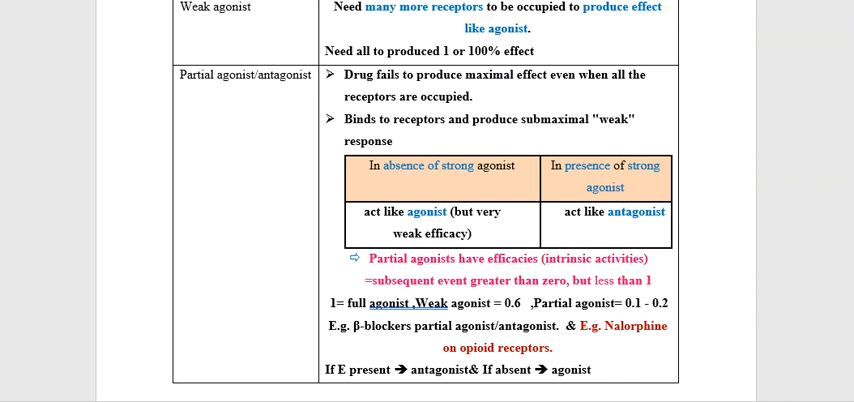 Weak agonist
Need many more receptors to be occupied to produce effect
like agonist.
Need all to produced 1 or 100% effect
Partial agonist/antagonist
➢ Drug fails to produce maximal effect even when all the
receptors are occupied.
➢ Binds to receptors and produce submaximal "weak"
response
In absence of strong agonist
In presence of strong
agonist
act like agonist (but very
weak efficacy)
act like antagonist
⇨ Partial agonists have efficacies (intrinsic activities)
=subsequent event greater than zero, but less than 1
1= full agonist ,Weak agonist = 0.6 ,Partial agonist= 0.1 - 0.2
E.g. β-blockers partial agonist/antagonist. & E.g. Nalorphine
on opioid receptors.
If E present ➔ antagonist& If absent ➔ agonist